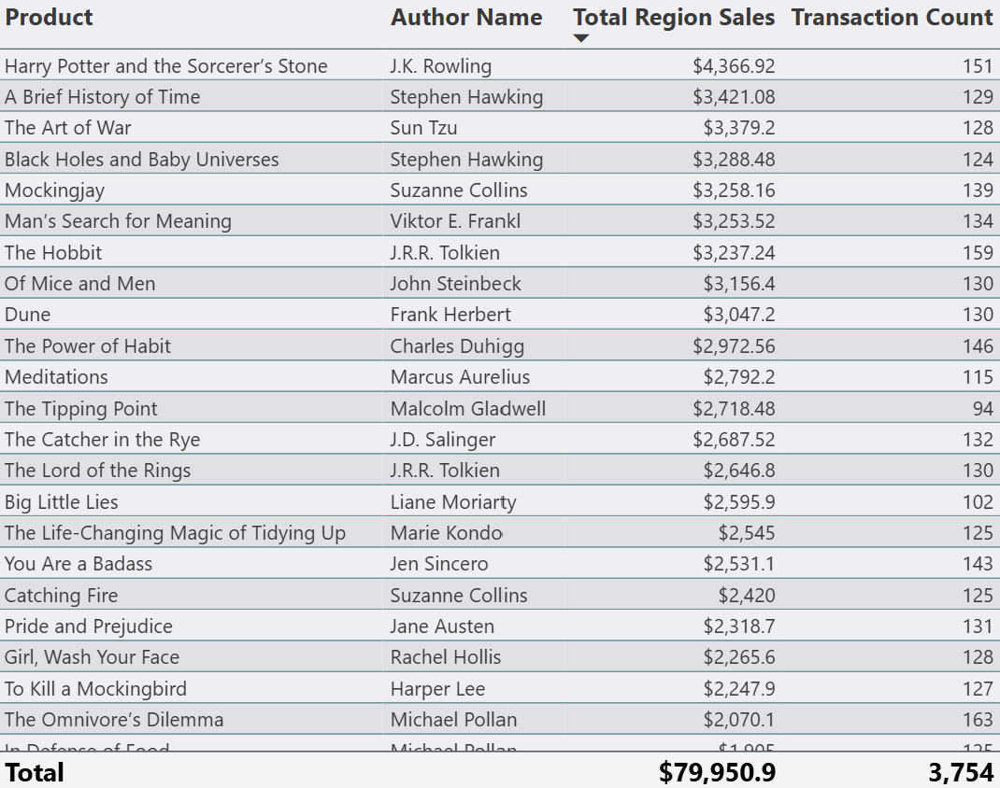 Product Author Name Total Region Sales Transaction Count
Harry Potter and the Sorcerer’s Stone J.K. Rowling $4,366.92 151
A Brief History of Time Stephen Hawking $3,421.08 129
The Art of War Sun Tzu $3,379.2 128
Black Holes and Baby Universes Stephen Hawking $3,288.48 124
Mockingjay Suzanne Collins $3,258.16 139
Man’s Search for Meaning Viktor E. Frankl $3,253.52 134
The Hobbit J.R.R. Tolkien $3,237.24 159
Of Mice and Men John Steinbeck $3,156.4 130
Dune Frank Herbert $3,047.2 130
The Power of Habit Charles Duhigg $2,972.56 146
Meditations Marcus Aurelius $2,792.2 115
The Tipping Point Malcolm Gladwell $2,718.48 94
The Catcher in the Rye J.D. Salinger $2,687.52 132
The Lord of the Rings J.R.R. Tolkien $2,646.8 130
Big Little Lies Liane Moriarty $2,595.9 102
The Life-Changing Magic of Tidying Up Marie Kondo $2,545 125
You Are a Badass Jen Sincero $2,531.1 143
Catching Fire Suzanne Collins $2,420 125
Pride and Prejudice Jane Austen $2,318.7 131
Girl, Wash Your Face Rachel Hollis $2,265.6 128
To Kill a Mockingbird Harper Lee $2,247.9 127
The Omnivore’s Dilemma Michael Pollan $2,070.1 163
In Defense of Food Michael Pollan
Total $79,950.9 3,754